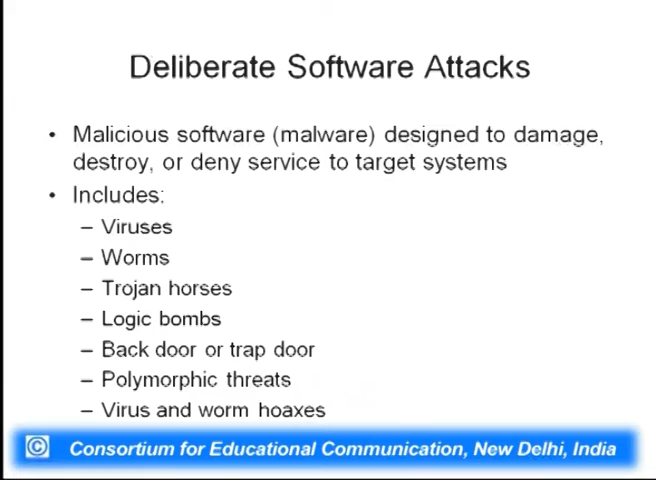 Deliberate Software Attacks
• Malicious software (malware) designed to damage,
destroy, or deny service to target systems
• Includes:
– Viruses
– Worms
– Trojan horses
– Logic bombs
– Back door or trap door
– Polymorphic threats
– Virus and worm hoaxes
© Consortium for Educational Communication, New Delhi, India